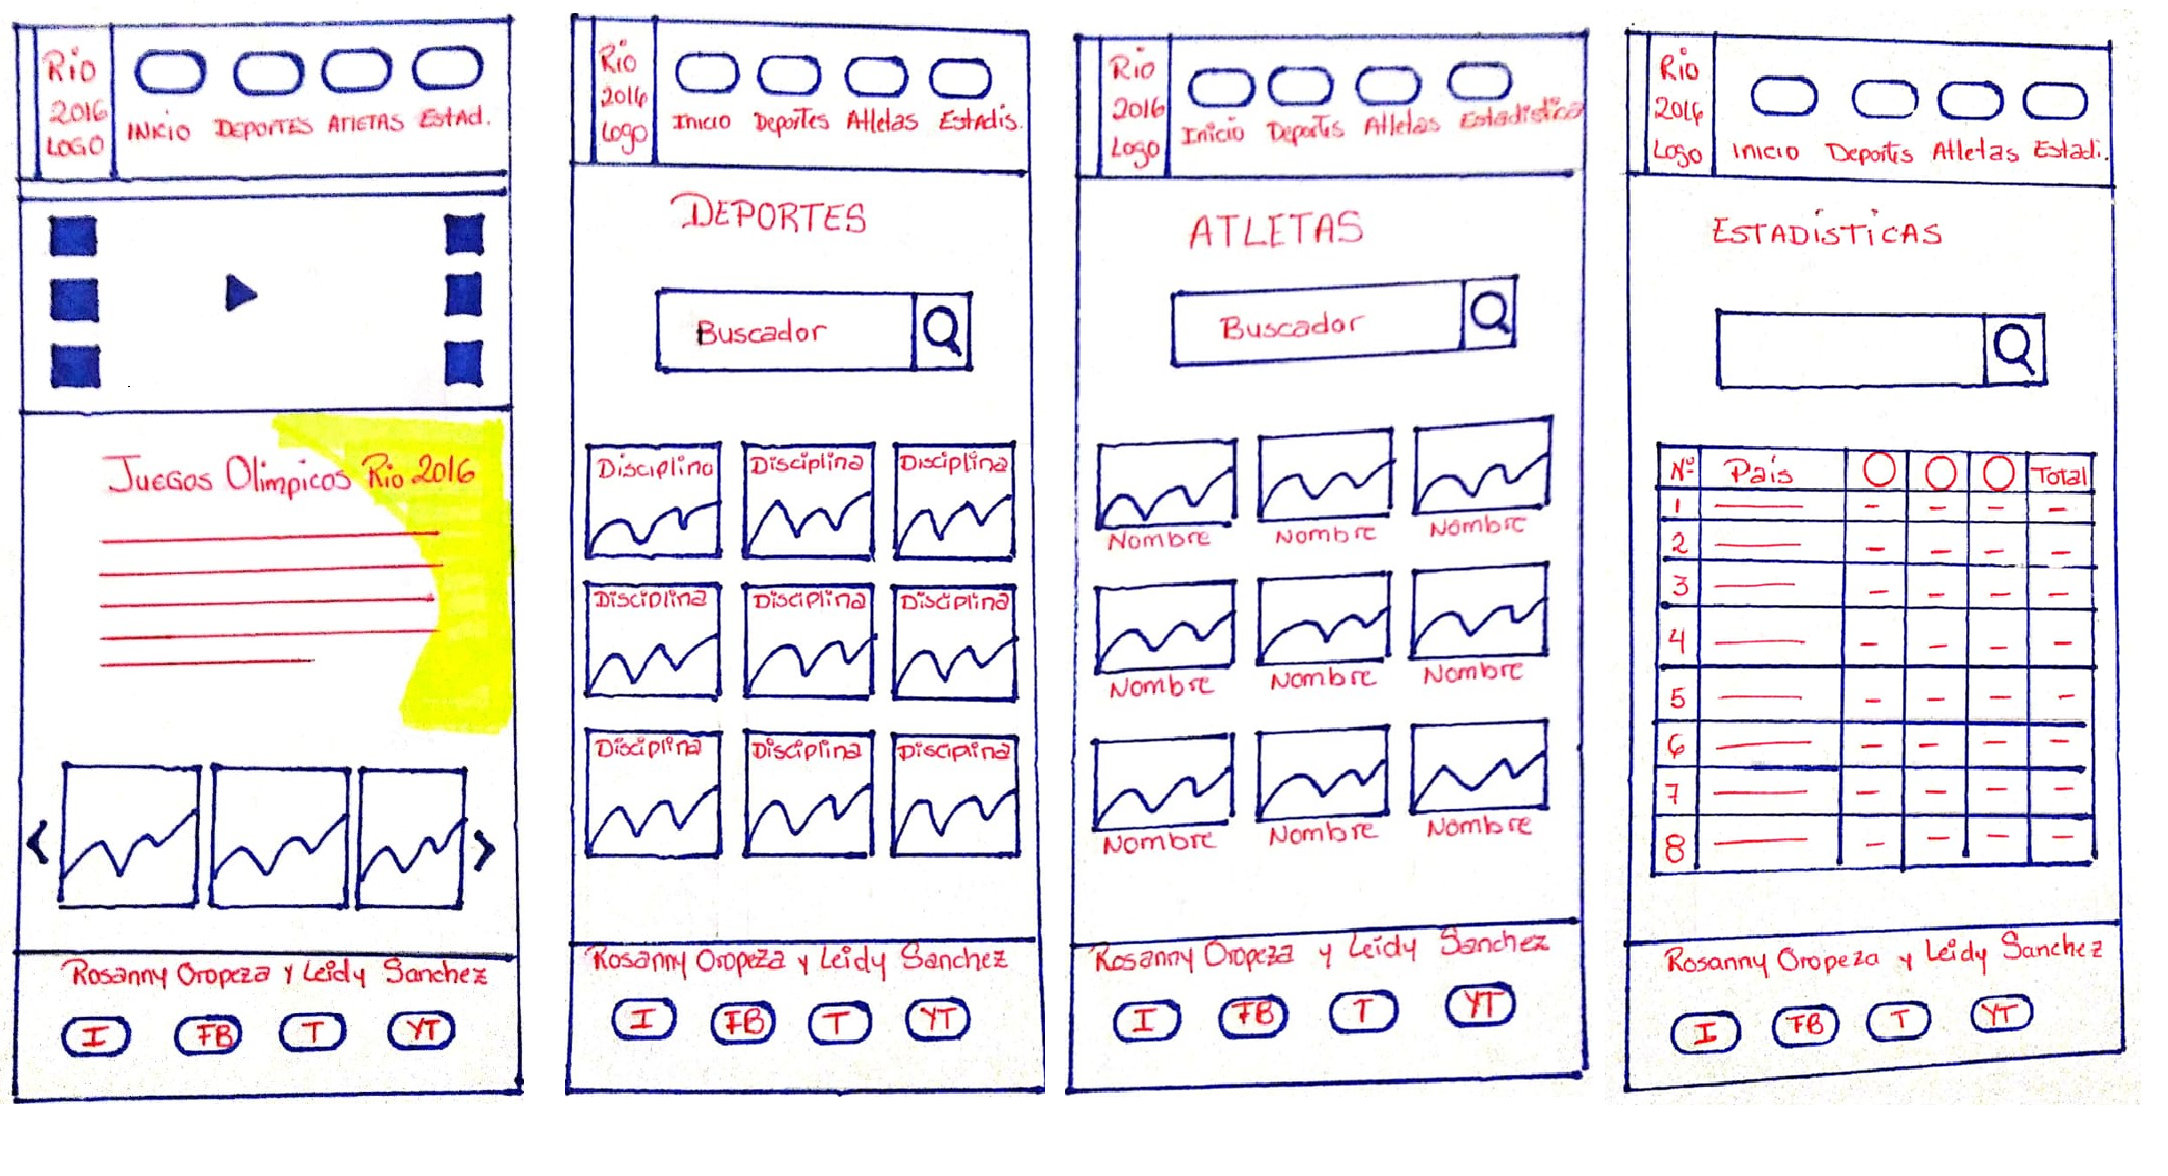 Rio
2016
LOGO
INICIO DEPORTES ATLETAS EStAd.
Juegos Olimpicos Rio 2016
Rosanny Oropeza y Leidy Sanchez
I FB T YT
Rio
2016
Logo
Inicio Deportes Atletas EstAdis.
DEPORTES
Buscador
Disciplina Disciplina Disciplina
Disciplina Disciplina Disciplina
Disciplina Disciplina Disciplina
Rosanny Oropeza y Leidy Sanchez
I FB T YT
Rio
2016
Logo
Inicio Deportes Atletas Estadistica
ATLETAS
Buscador
Nombre Nombre Nombre
Nombre Nombre Nombre
Nombre Nombre Nombre
Rosanny Oropeza y Leidy Sanchez
I FB T YT
Rio
2016
Logo
Inicio Deportes Atletas Estadi.
ESTADÍSTICAS
Nº País Total
1
2
3
4
5
6
7
8
Rosanny Oropeza y Leidy Sanchez
I FB T YT